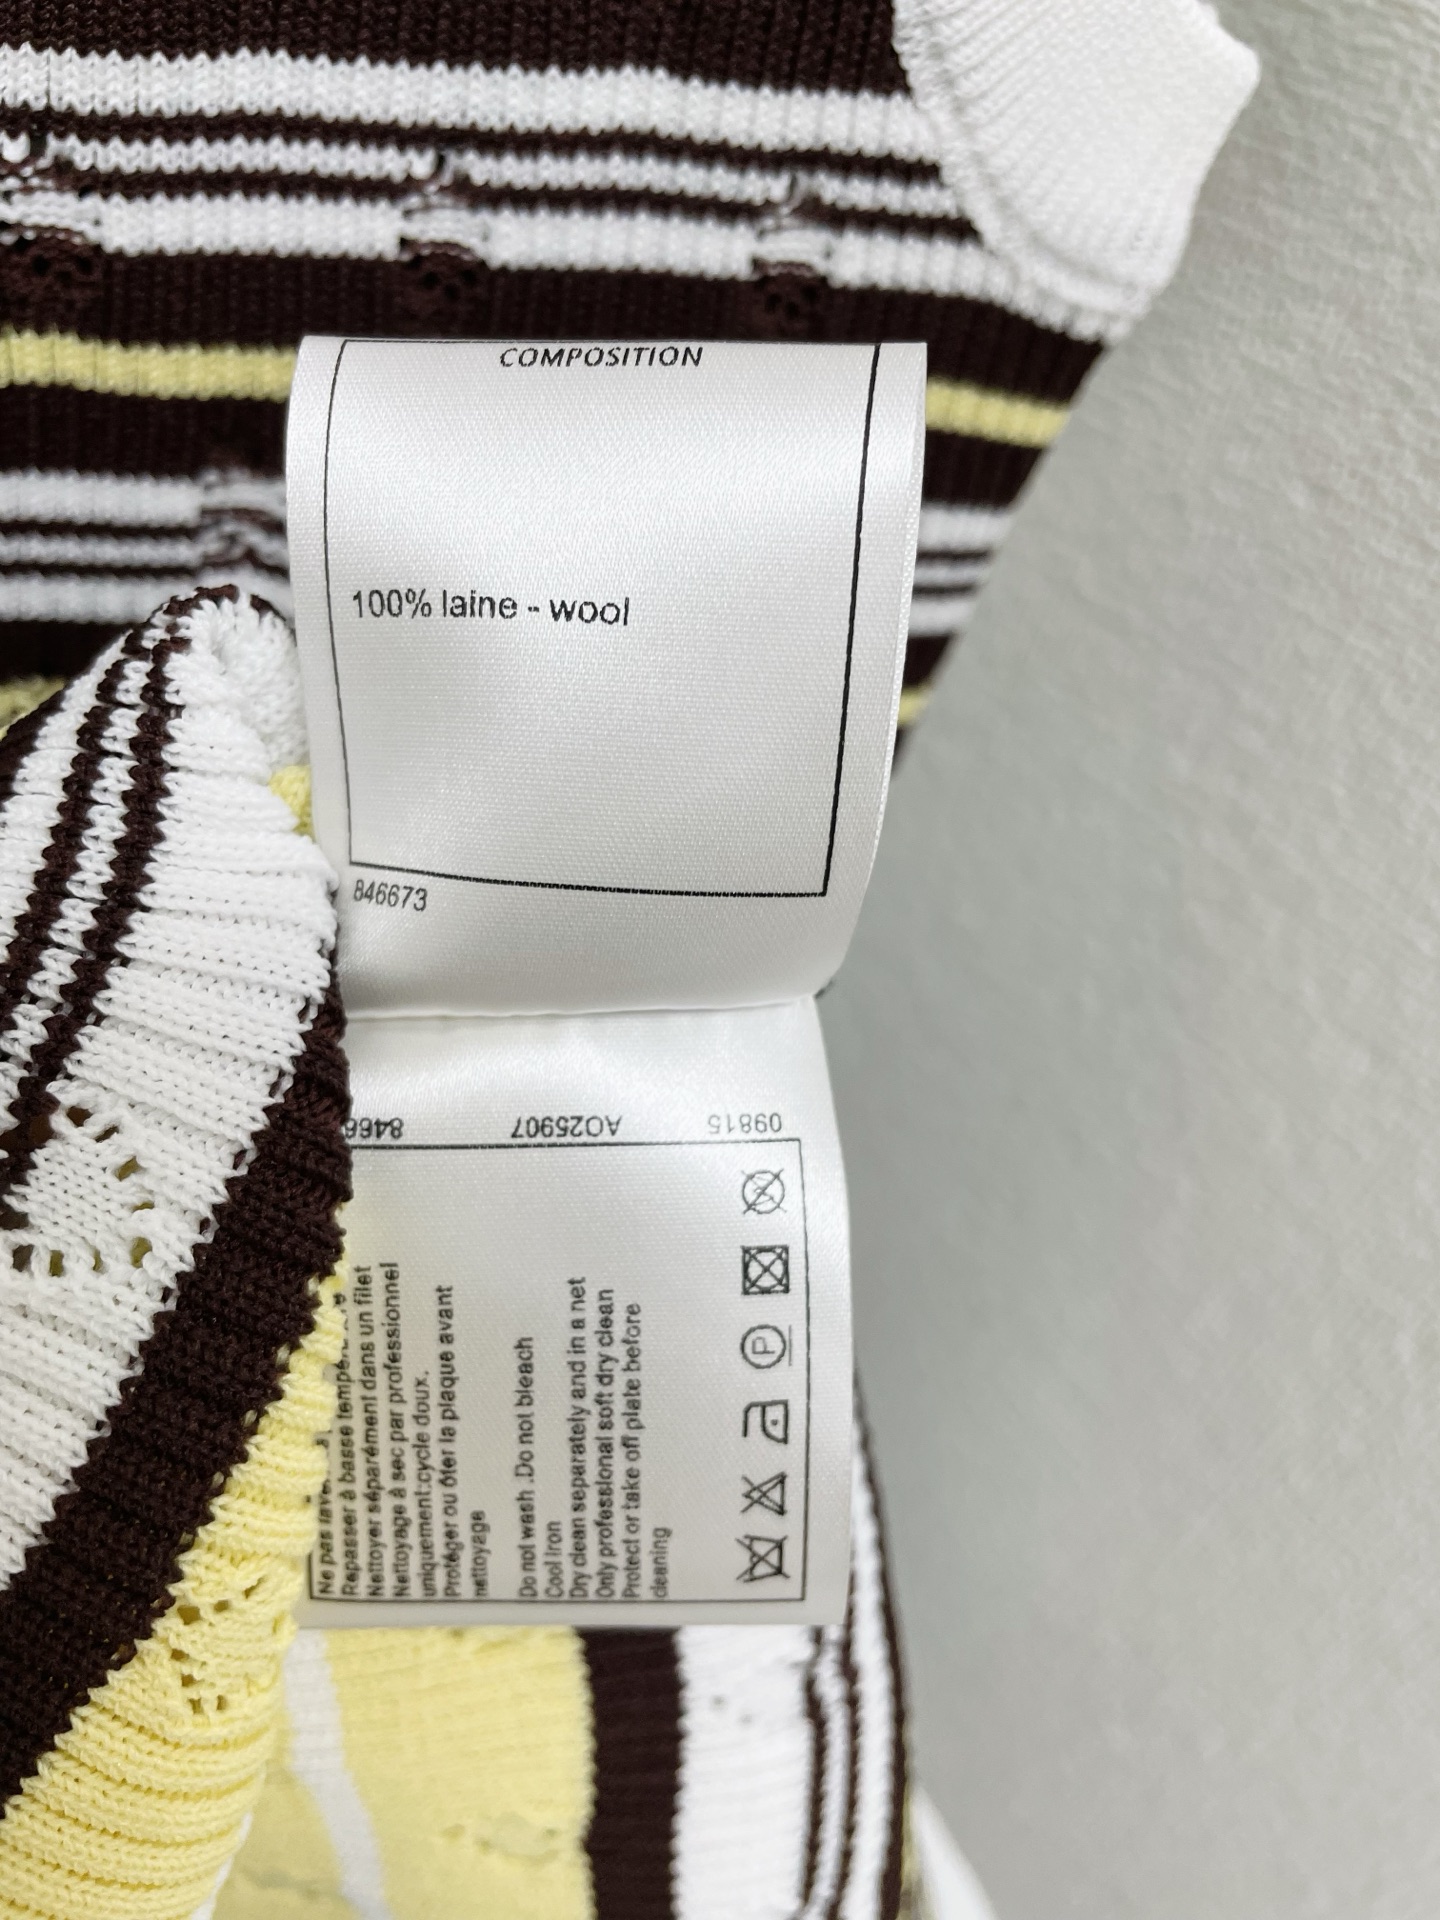 COMPOSITION
100% laine - wool
846673
8466
AO25907
09815
Ne pas
Repasser à basse
Nettoyer séparément dans un filet
Nettoyage à sec par professionnel
uniquement:cycle doux.
Protéger ou ôter la plaque avant
nettoyage
Do not wash .Do not bleach
Cool iron
Dry clean separately and in a net
Only professional soft dry clean
Protect or take off plate before
cleaning
P